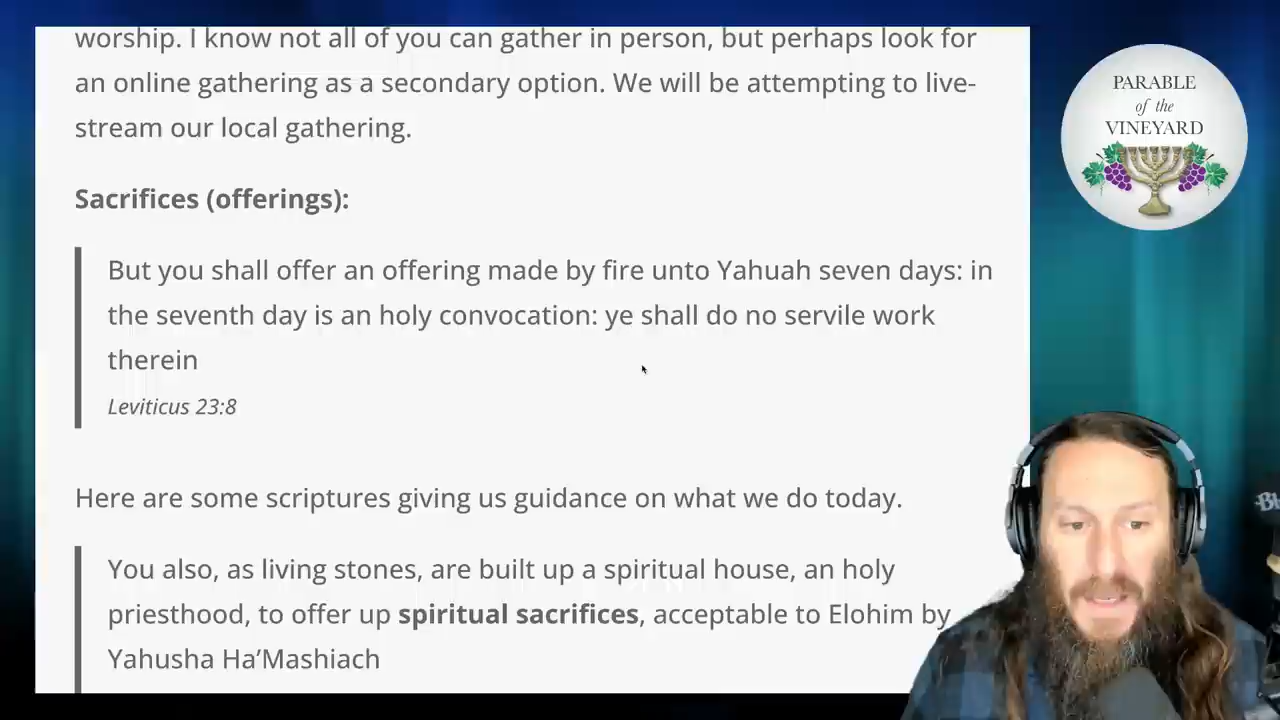 worship. I know not all of you can gather in person, but perhaps look for
an online gathering as a secondary option. We will be attempting to live-
stream our local gathering.
Sacrifices (offerings):
But you shall offer an offering made by fire unto Yahuah seven days: in
the seventh day is an holy convocation: ye shall do no servile work
therein
Leviticus 23:8
Here are some scriptures giving us guidance on what we do today.
You also, as living stones, are built up a spiritual house, an holy
priesthood, to offer up spiritual sacrifices, acceptable to Elohim by
Yahusha Ha’Mashiach
PARABLE
of the
VINEYARD